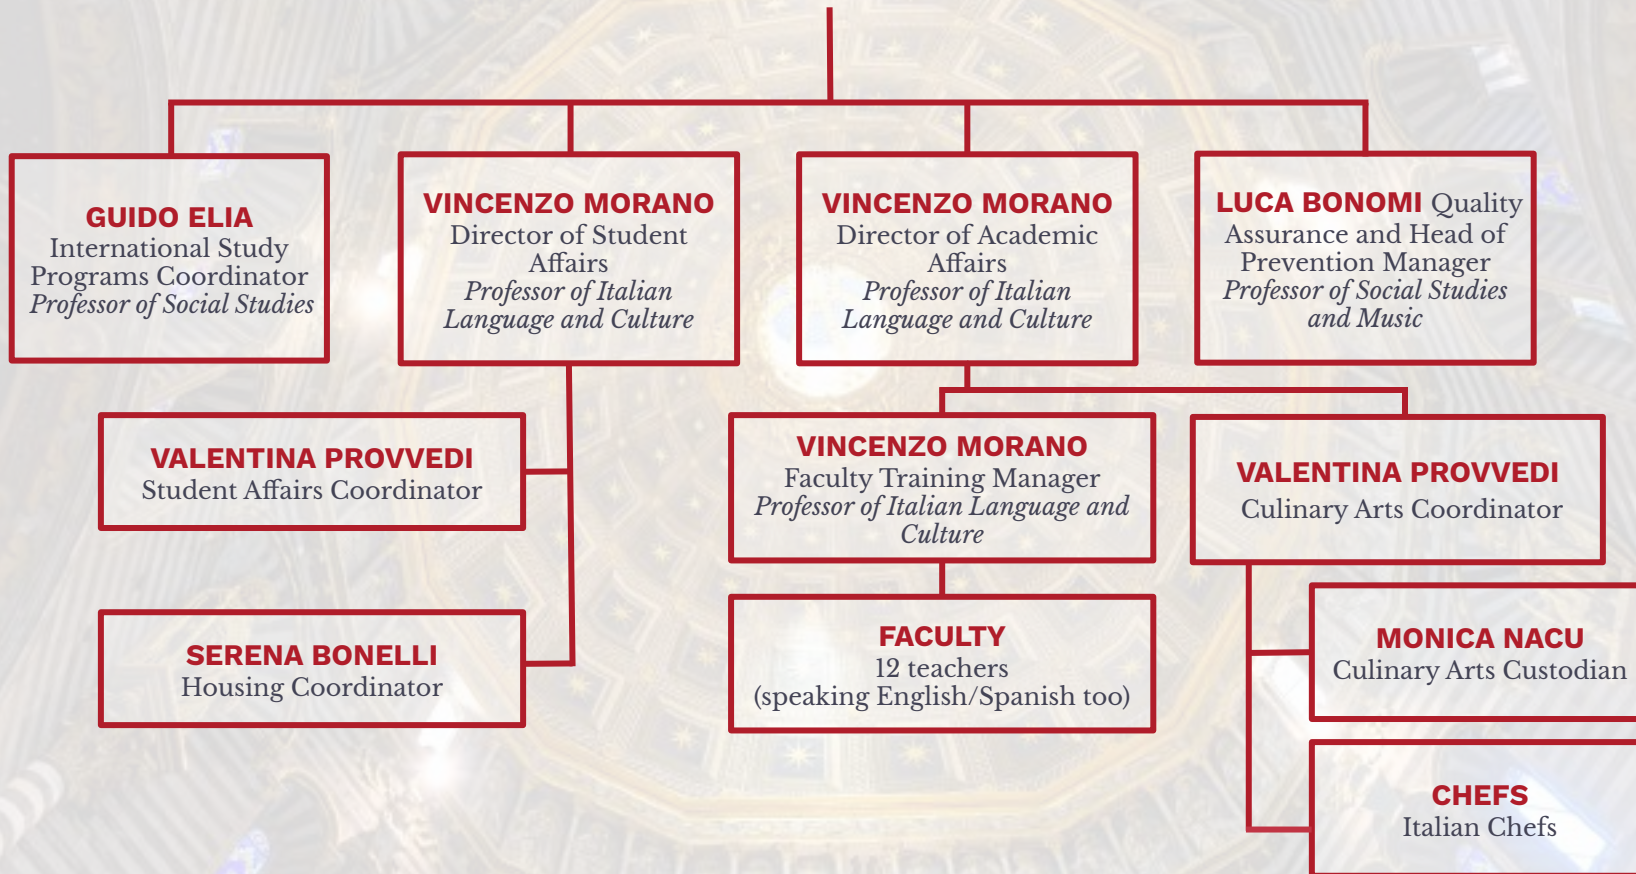 GUIDO ELIA
International Study
Programs Coordinator
Professor of Social Studies
VINCENZO MORANO
Director of Student
Affairs
Professor of Italian
Language and Culture
VINCENZO MORANO
Director of Academic
Affairs
Professor of Italian
Language and Culture
LUCA BONOMI Quality
Assurance and Head of
Prevention Manager
Professor of Social Studies
and Music
VALENTINA PROVVEDI
Student Affairs Coordinator
VINCENZO MORANO
Faculty Training Manager
Professor of Italian Language and
Culture
VALENTINA PROVVEDI
Culinary Arts Coordinator
SERENA BONELLI
Housing Coordinator
FACULTY
12 teachers
(speaking English/Spanish too)
MONICA NACU
Culinary Arts Custodian
CHEFS
Italian Chefs